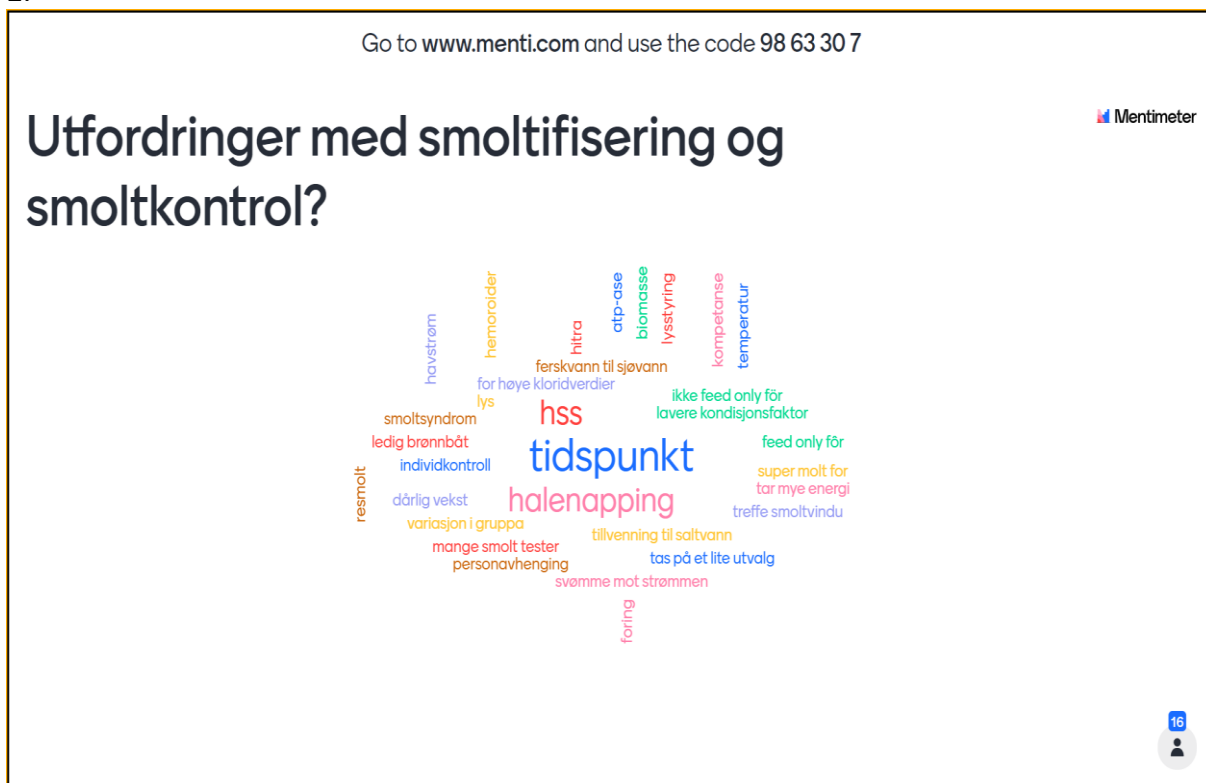 Go to www.menti.com and use the code 98 63 30 7
Mentimeter
Utfordringer med smoltifisering og
smoltkontrol?
havstrøm
hemoroider
hitra
atp-ase
biomasse
lysstyring
kompetanse
temperatur
ferskvann til sjøvann
for høye kloridverdier
ikke feed only fôr
lys
hss
lavere kondisjonsfaktor
smoltsyndrom
ledig brønnbåt
tidspunkt
feed only fôr
individkontroll
super molt for
resmolt
dårlig vekst
halenapping
tar mye energi
treffe smoltvindu
variasjon i gruppa
tillvenning til saltvann
mange smolt tester
tas på et lite utvalg
personavhenging
svømme mot strømmen
foring
16